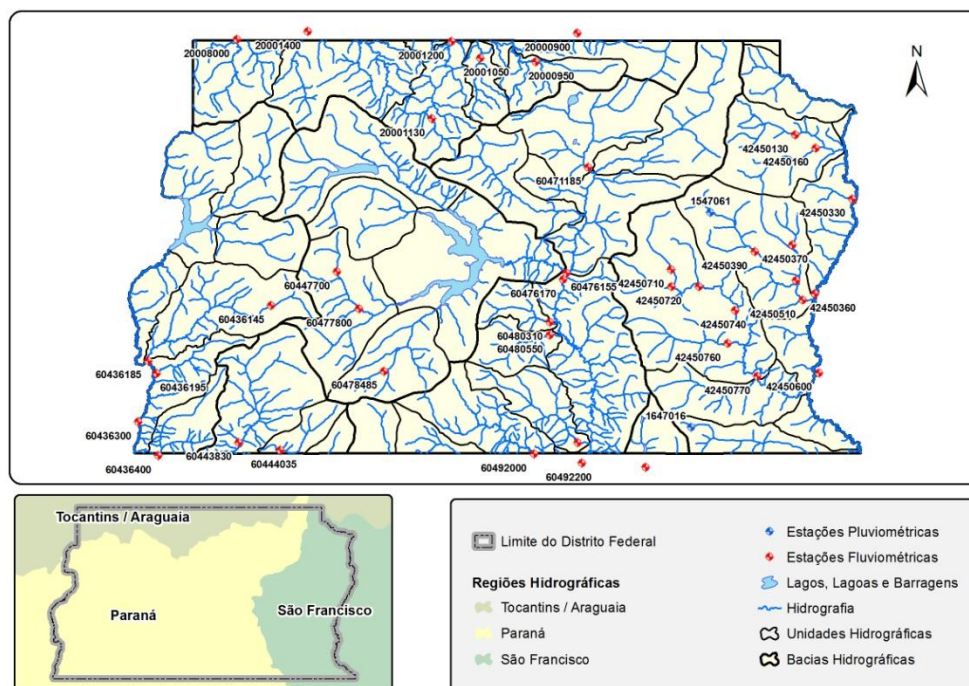 20008000
20001400
20001200
20001050
20000900
20000950
N
20001130
42450130
42450160
60471185
1547061
42450330
42450390
42450370
60447700
60476170
60476155
42450710
42450720
42450510
42450360
60436145
60477800
42450740
60480310
60480550
42450760
60436185
60436195
60478485
42450770
42450600
1647016
60436300
60443830
60444035
60436400
60492000
60492200
Tocantins / Araguaia
Paraná
São Francisco
Limite do Distrito Federal
Regiões Hidrográficas
Tocantins / Araguaia
Paraná
São Francisco
Estações Pluviométricas
Estações Fluviométricas
Lagos, Lagoas e Barragens
Hidrografia
Unidades Hidrográficas
Bacias Hidrográficas